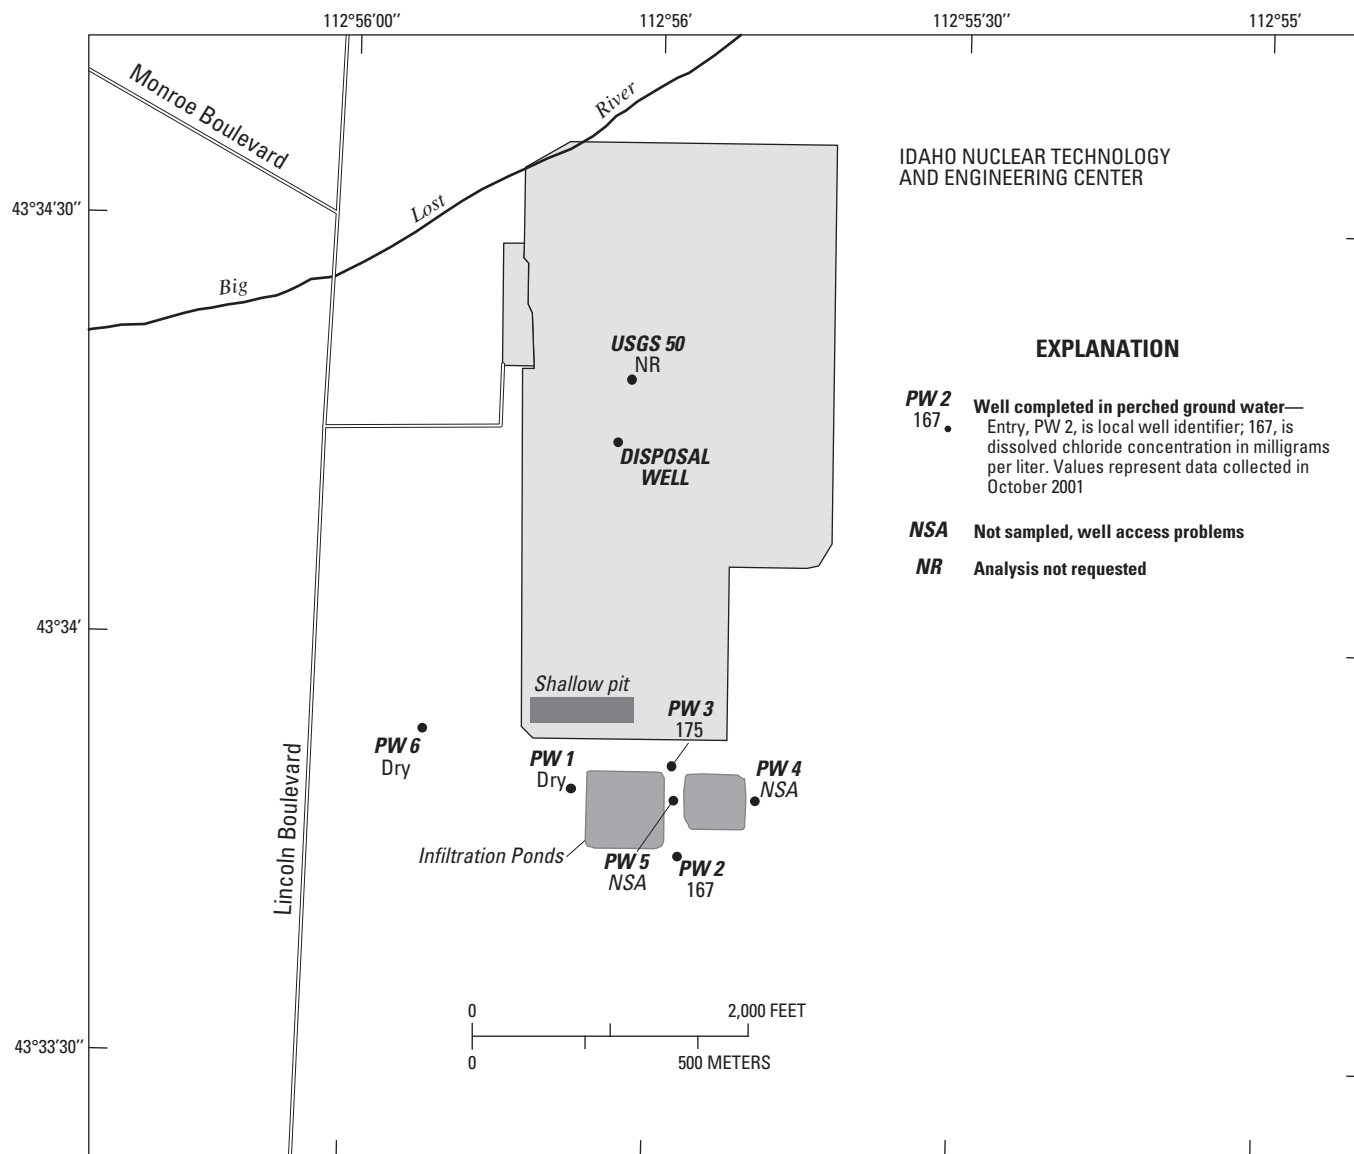 112°56'00''
112°56'
112°55'30''
112°55'
Monroe Boulevard
River
IDAHO NUCLEAR TECHNOLOGY
AND ENGINEERING CENTER
43°34'30''
Lost
Big
USGS 50
NR
EXPLANATION
PW 2
167
Well completed in perched ground water—
Entry, PW 2, is local well identifier; 167, is
dissolved chloride concentration in milligrams
per liter. Values represent data collected in
October 2001
DISPOSAL
WELL
NSA Not sampled, well access problems
NR Analysis not requested
43°34'
Shallow pit
PW 3
175
PW 6
Dry
PW 1
Dry
PW 4
NSA
Lincoln Boulevard
Infiltration Ponds
PW 5
NSA
PW 2
167
0 2,000 FEET
0 500 METERS
43°33'30''